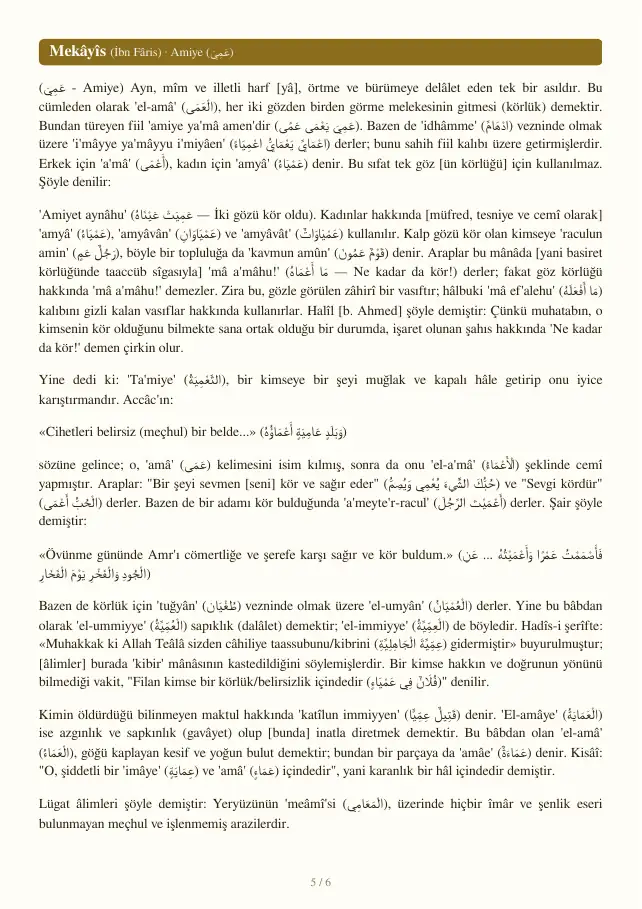 Mekâyîs (İbn Fâris) · Amiye (عَمِيَ)
(عَمِيَ - Amiye) Ayn, mîm ve illetli harf [yâ], örtme ve bürümeye delâlet eden tek bir asıldır. Bu
cümleden olarak 'el-amâ' (الْعَمَى), her iki gözden birden görme melekesinin gitmesi (körlük) demektir.
Bundan türeyen fiil 'amiye ya'mâ amen'dir (عَمِيَ يَعْمَى عَمًى). Bazen de 'idhâmme' (ادْهَامَّ) vezninde olmak
üzere 'i'mâyye ya'mâyyu i'miyâen' (اعْمَايَّ يَعْمَايُّ اعْمِيَاءً) derler; bunu sahih fiil kalıbı üzere getirmişlerdir.
Erkek için 'a'mâ' (أَعْمَى), kadın için 'amyâ' (عَمْيَاءُ) denir. Bu sıfat tek göz [ün körlüğü] için kullanılmaz.
Şöyle denilir:
'Amiyet aynâhu' (عَمِيَتْ عَيْنَاهُ — İki gözü kör oldu). Kadınlar hakkında [müfred, tesniye ve cemî olarak]
'amyâ' (عَمْيَاءُ), 'amyâvân' (عَمْيَاوَانِ) ve 'amyâvât' (عَمْيَاوَاتٌ) kullanılır. Kalp gözü kör olan kimseye 'raculun
amin' (رَجُلٌ عَمٍ), böyle bir topluluğa da 'kavmun amûn' (قَوْمٌ عَمُونَ) denir. Araplar bu mânâda [yani basiret
körlüğünde taaccüb sîgasıyla] 'mâ a'mâhu!' (مَا أَعْمَاهُ — Ne kadar da kör!) derler; fakat göz körlüğü
hakkında 'mâ a'mâhu!' demezler. Zira bu, gözle görülen zâhirî bir vasıftır; hâlbuki 'mâ ef'alehu' (مَا أَفْعَلَهُ)
kalıbını gizli kalan vasıflar hakkında kullanırlar. Halîl [b. Ahmed] şöyle demiştir: Çünkü muhatabın, o
kimsenin kör olduğunu bilmekte sana ortak olduğu bir durumda, işaret olunan şahıs hakkında 'Ne kadar
da kör!' demen çirkin olur.
Yine dedi ki: 'Ta'miye' (التَّعْمِيَةُ), bir kimseye bir şeyi muğlak ve kapalı hâle getirip onu iyice
karıştırmandır. Accâc'ın:
«Cihetleri belirsiz (meçhul) bir belde...» (وَبَلَدٍ عَامِيَةٍ أَعْمَاؤُهُ)
sözüne gelince; o, 'amâ' (عَمَى) kelimesini isim kılmış, sonra da onu 'el-a'mâ' (الْأَعْمَاءُ) şeklinde cemî
yapmıştır. Araplar: "Bir şeyi sevmen [seni] kör ve sağır eder" (حُبُّكَ الشَّيْءَ يُعْمِي وَيُصِمُّ) ve "Sevgi kördür"
(الْحُبُّ أَعْمَى) derler. Bazen de bir adamı kör bulduğunda 'a'meyte'r-racul' (أَعْمَيْتَ الرَّجُلَ) derler. Şair şöyle
demiştir:
«Övünme gününde Amr'ı cömertliğe ve şerefe karşı sağır ve kör buldum.» (فَأَصْمَمْتُ عَمْرًا وَأَعْمَيْتُهُ ... عَنِ
الْجُودِ وَالْفَخْرِ يَوْمَ الْفَخَارِ)
Bazen de körlük için 'tuğyân' (طُغْيَان) vezninde olmak üzere 'el-umyân' (الْعُمْيَانُ) derler. Yine bu bâbdan
olarak 'el-ummiyye' (الْعُمِّيَّةُ) sapıklık (dalâlet) demektir; 'el-immiyye' (الْعِمِّيَّةُ) de böyledir. Hadîs-i şerîfte:
«Muhakkak ki Allah Teâlâ sizden câhiliye taassubunu/kibrini (عِمِّيَّةَ الْجَاهِلِيَّةِ) gidermiştir» buyurulmuştur;
[âlimler] burada 'kibir' mânâsının kastedildiğini söylemişlerdir. Bir kimse hakkın ve doğrunun yönünü
bilmediği vakit, "Filan kimse bir körlük/belirsizlik içindedir (فُلَانٌ فِي عَمْيَاءَ)" denilir.
Kimin öldürdüğü bilinmeyen maktul hakkında 'katîlun immiyyen' (قَتِيلٌ عِمِّيًّا) denir. 'El-amâye' (الْعَمَايَةُ)
ise azgınlık ve sapkınlık (gavâyet) olup [bunda] inatla diretmek demektir. Bu bâbdan olan 'el-amâ'
(الْعَمَاءُ), göğü kaplayan kesif ve yoğun bulut demektir; bundan bir parçaya da 'amâe' (عَمَاءَةٌ) denir. Kisâî:
"O, şiddetli bir 'imâye' (عِمَايَةٍ) ve 'amâ' (عَمَاءٍ) içindedir", yani karanlık bir hâl içindedir demiştir.
Lügat âlimleri şöyle demiştir: Yeryüzünün 'meâmî'si (الْمَعَامِي), üzerinde hiçbir îmâr ve şenlik eseri
bulunmayan meçhul ve işlenmemiş arazilerdir.
5 / 6